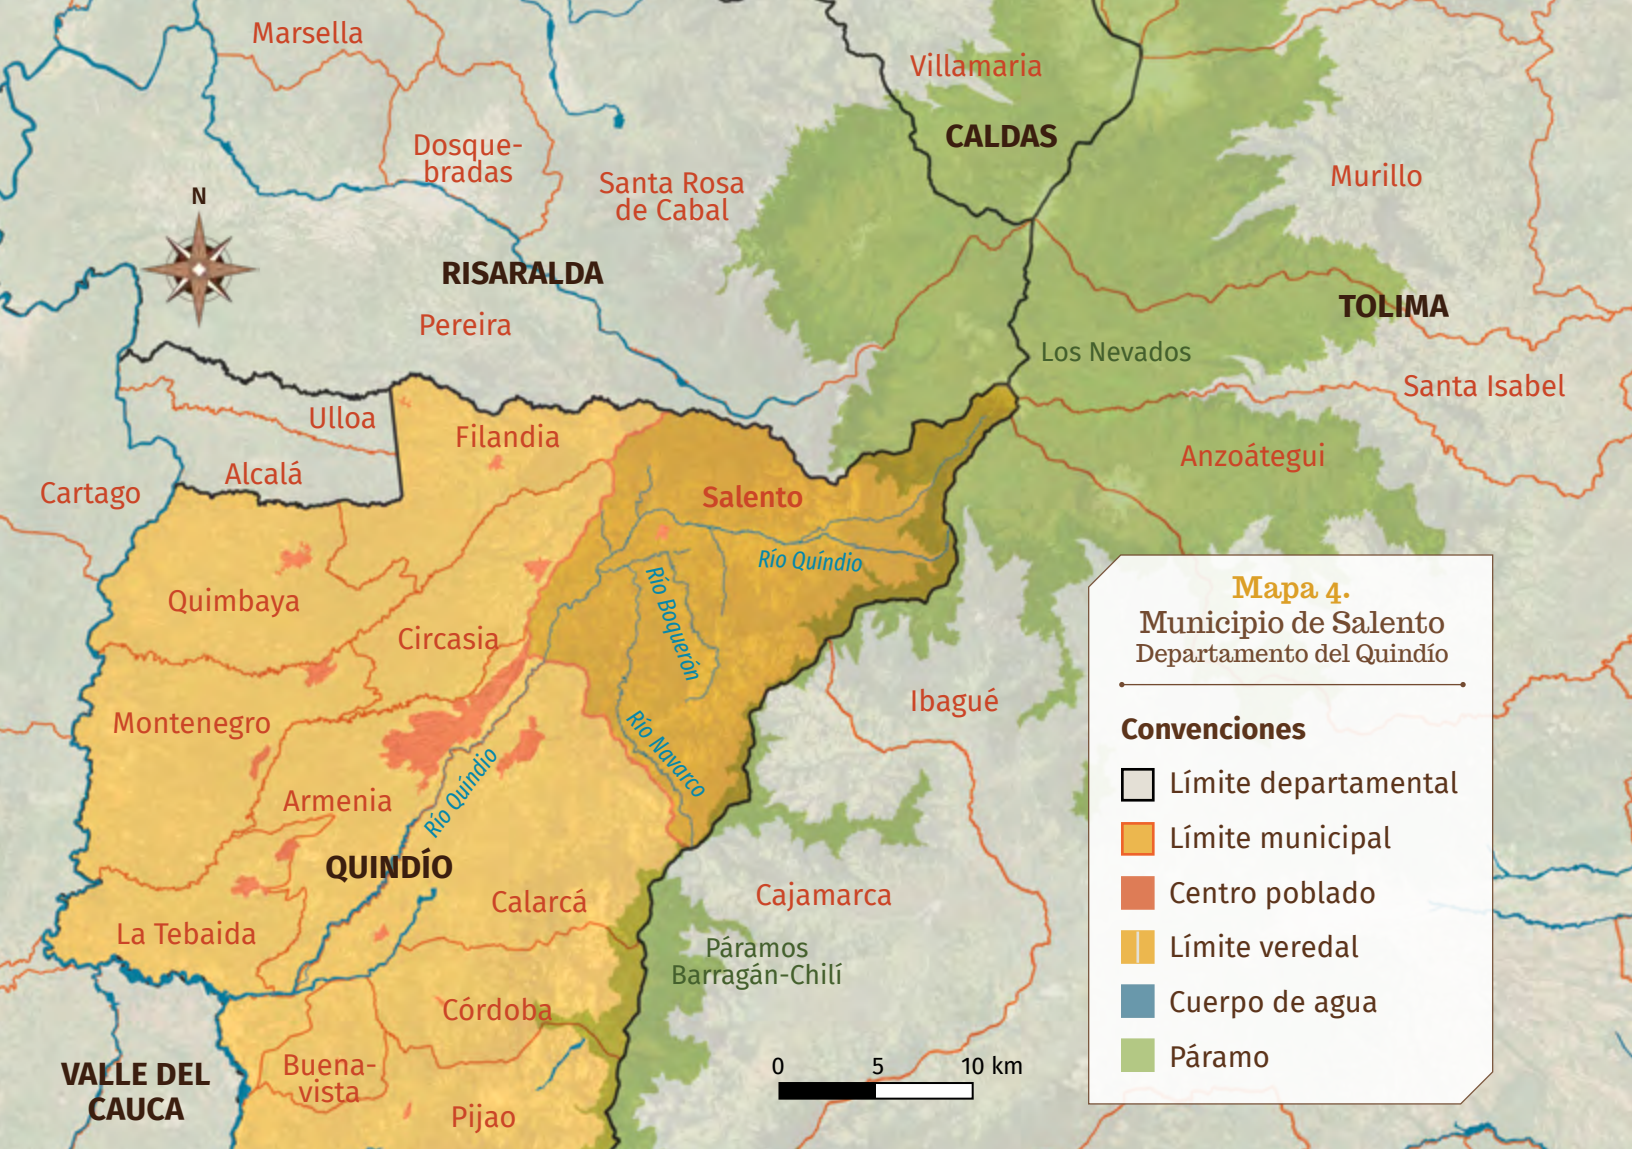 Marsella
Villamaria
CALDAS
Dosque-
bradas
Santa Rosa
de Cabal
Murillo
N
RISARALDA
Pereira
TOLIMA
Los Nevados
Santa Isabel
Ulloa
Filandia
Alcalá
Cartago
Salento
Anzoátegui
Río Quíndio
Río Boquerón
Quimbaya
Circasia
Montenegro
Río Navarco
Ibagué
Armenia
Río Quíndio
QUINDÍO
Calarcá
Cajamarca
La Tebaida
Páramos
Barragán-Chilí
Córdoba
Buena-
vista
Pijao
VALLE DEL
CAUCA
0 5 10 km
Mapa 4.
Municipio de Salento
Departamento del Quindío
Convenciones
Límite departamental
Límite municipal
Centro poblado
Límite veredal
Cuerpo de agua
Páramo